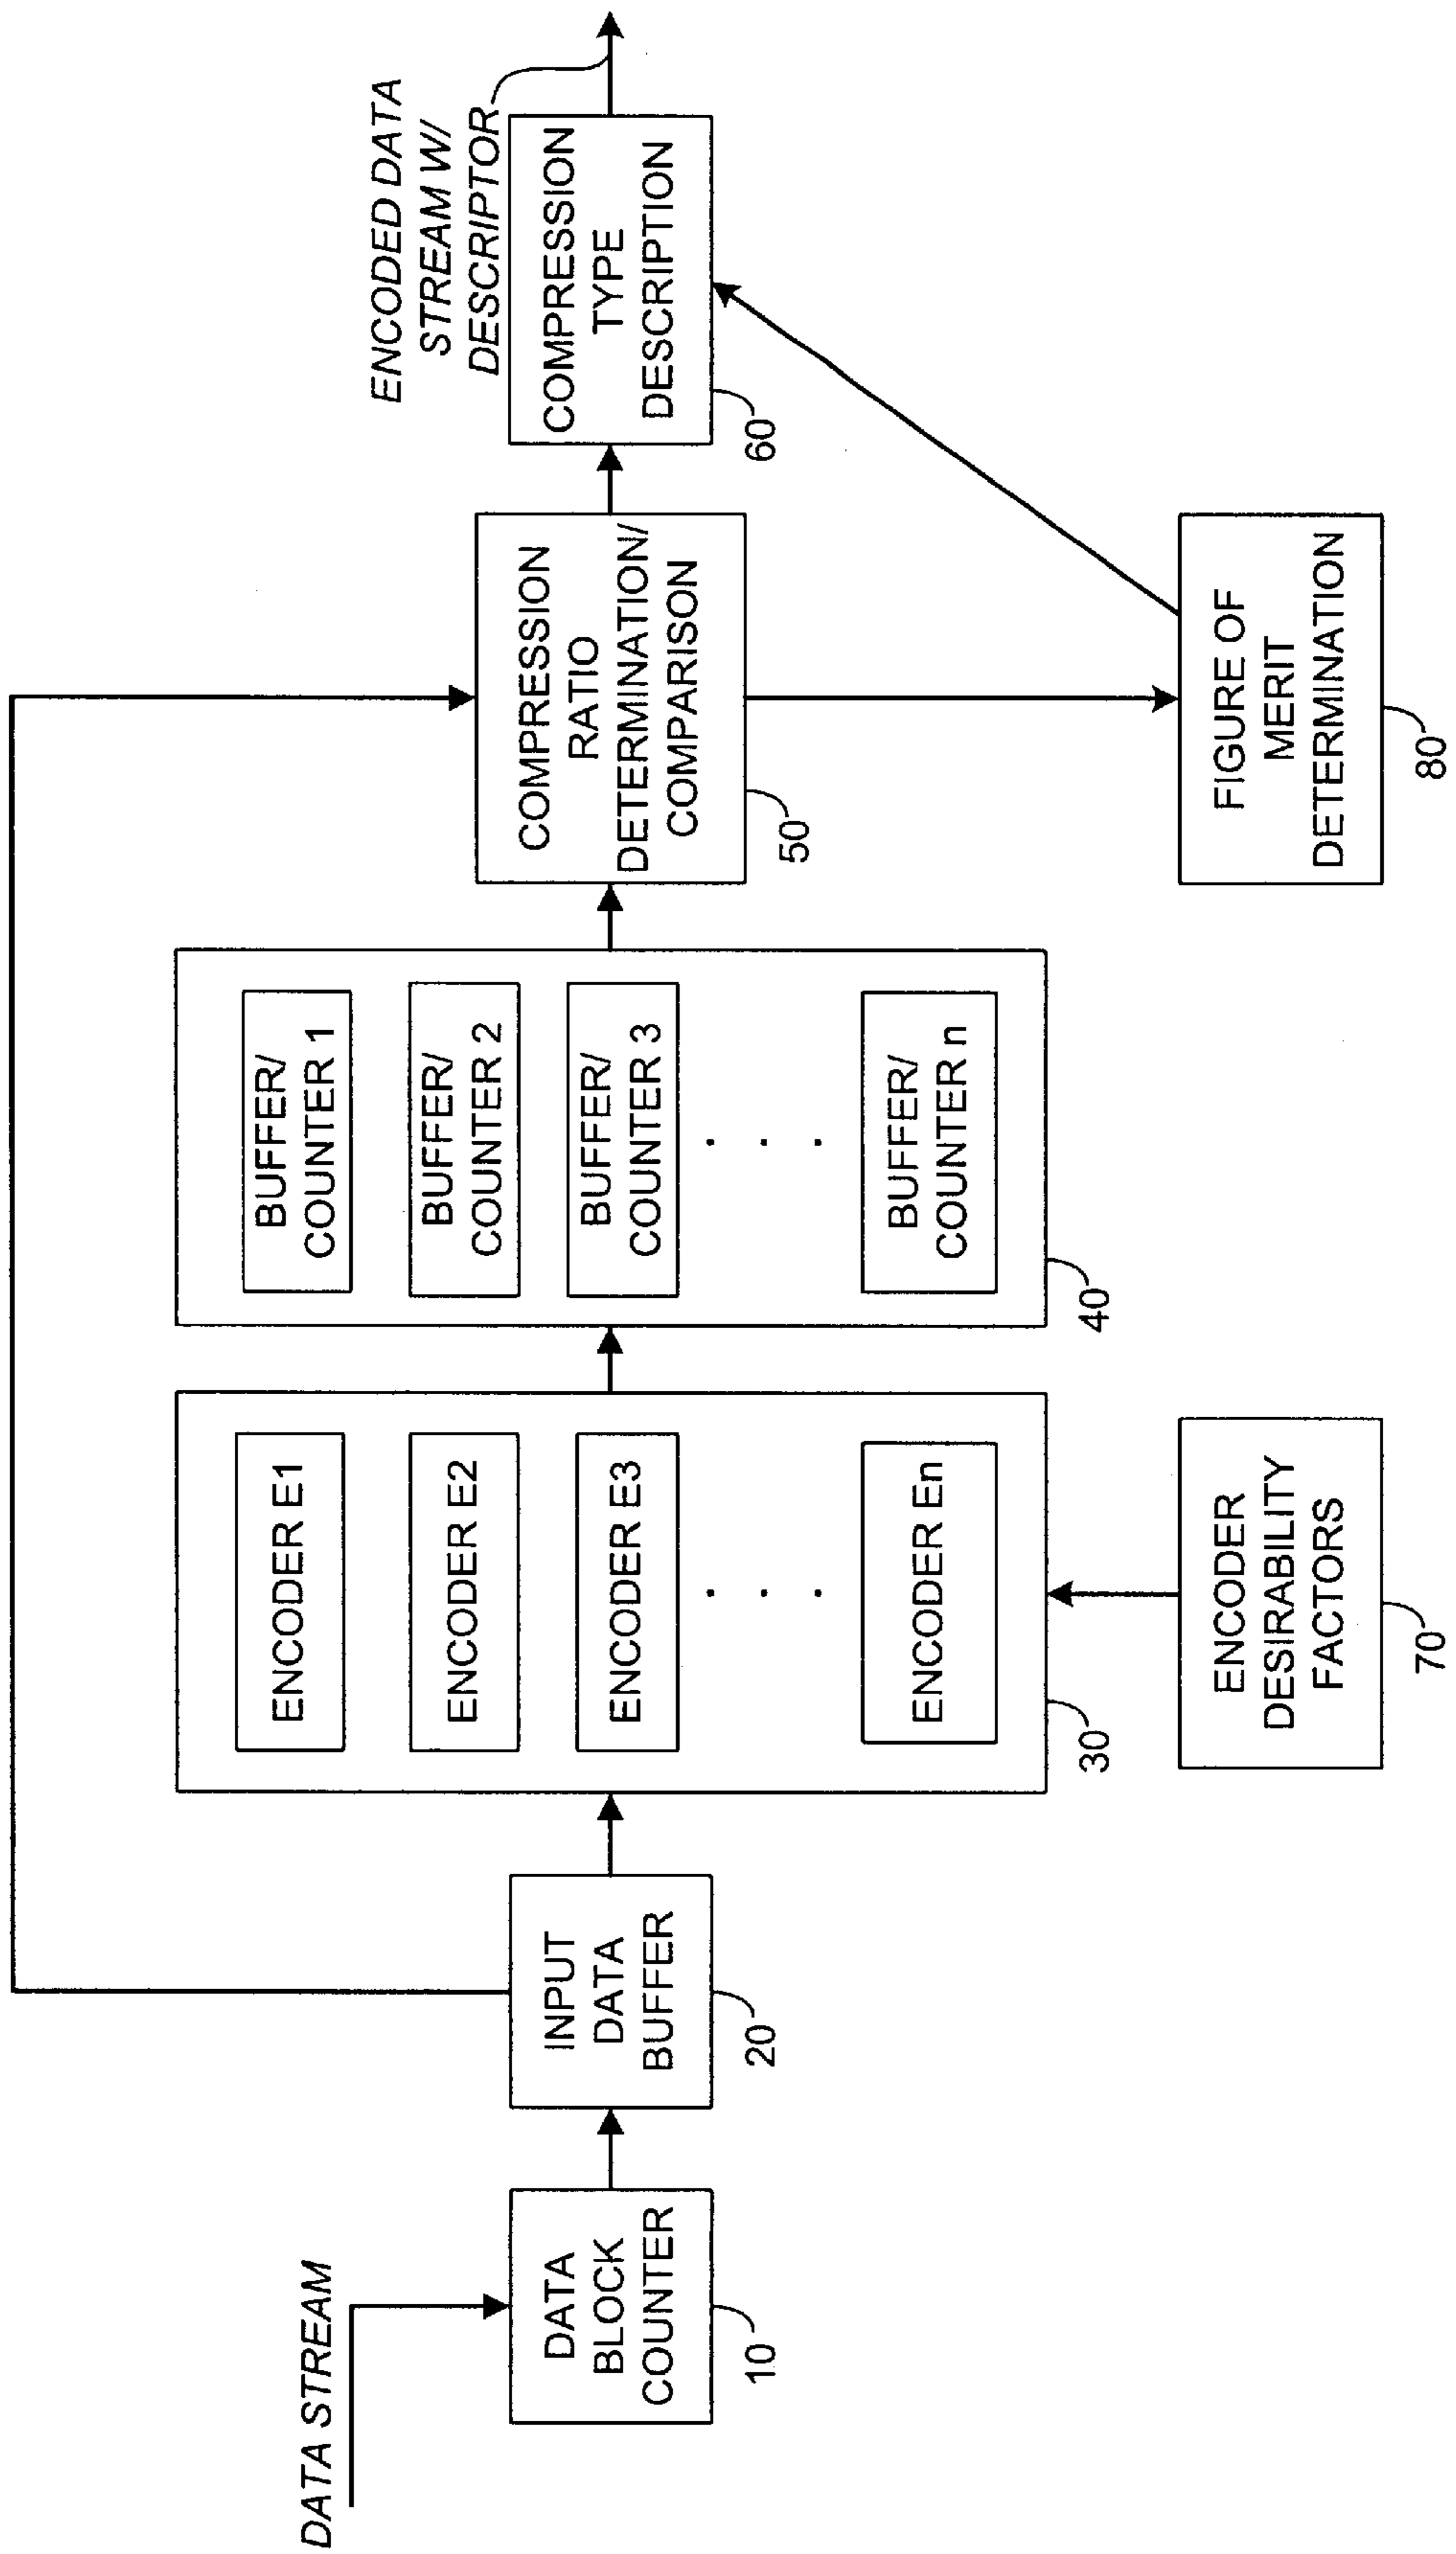 DATA STREAM
DATA
BLOCK
COUNTER
10
INPUT
DATA
BUFFER
20
ENCODER E1
ENCODER E2
ENCODER E3
. . .
ENCODER En
30
ENCODER
DESIRABILITY
FACTORS
70
BUFFER/
COUNTER 1
BUFFER/
COUNTER 2
BUFFER/
COUNTER 3
. . .
BUFFER/
COUNTER n
40
COMPRESSION
RATIO
DETERMINATION/
COMPARISON
50
FIGURE OF
MERIT
DETERMINATION
80
ENCODED DATA
STREAM W/
DESCRIPTOR
COMPRESSION
TYPE
DESCRIPTION
60